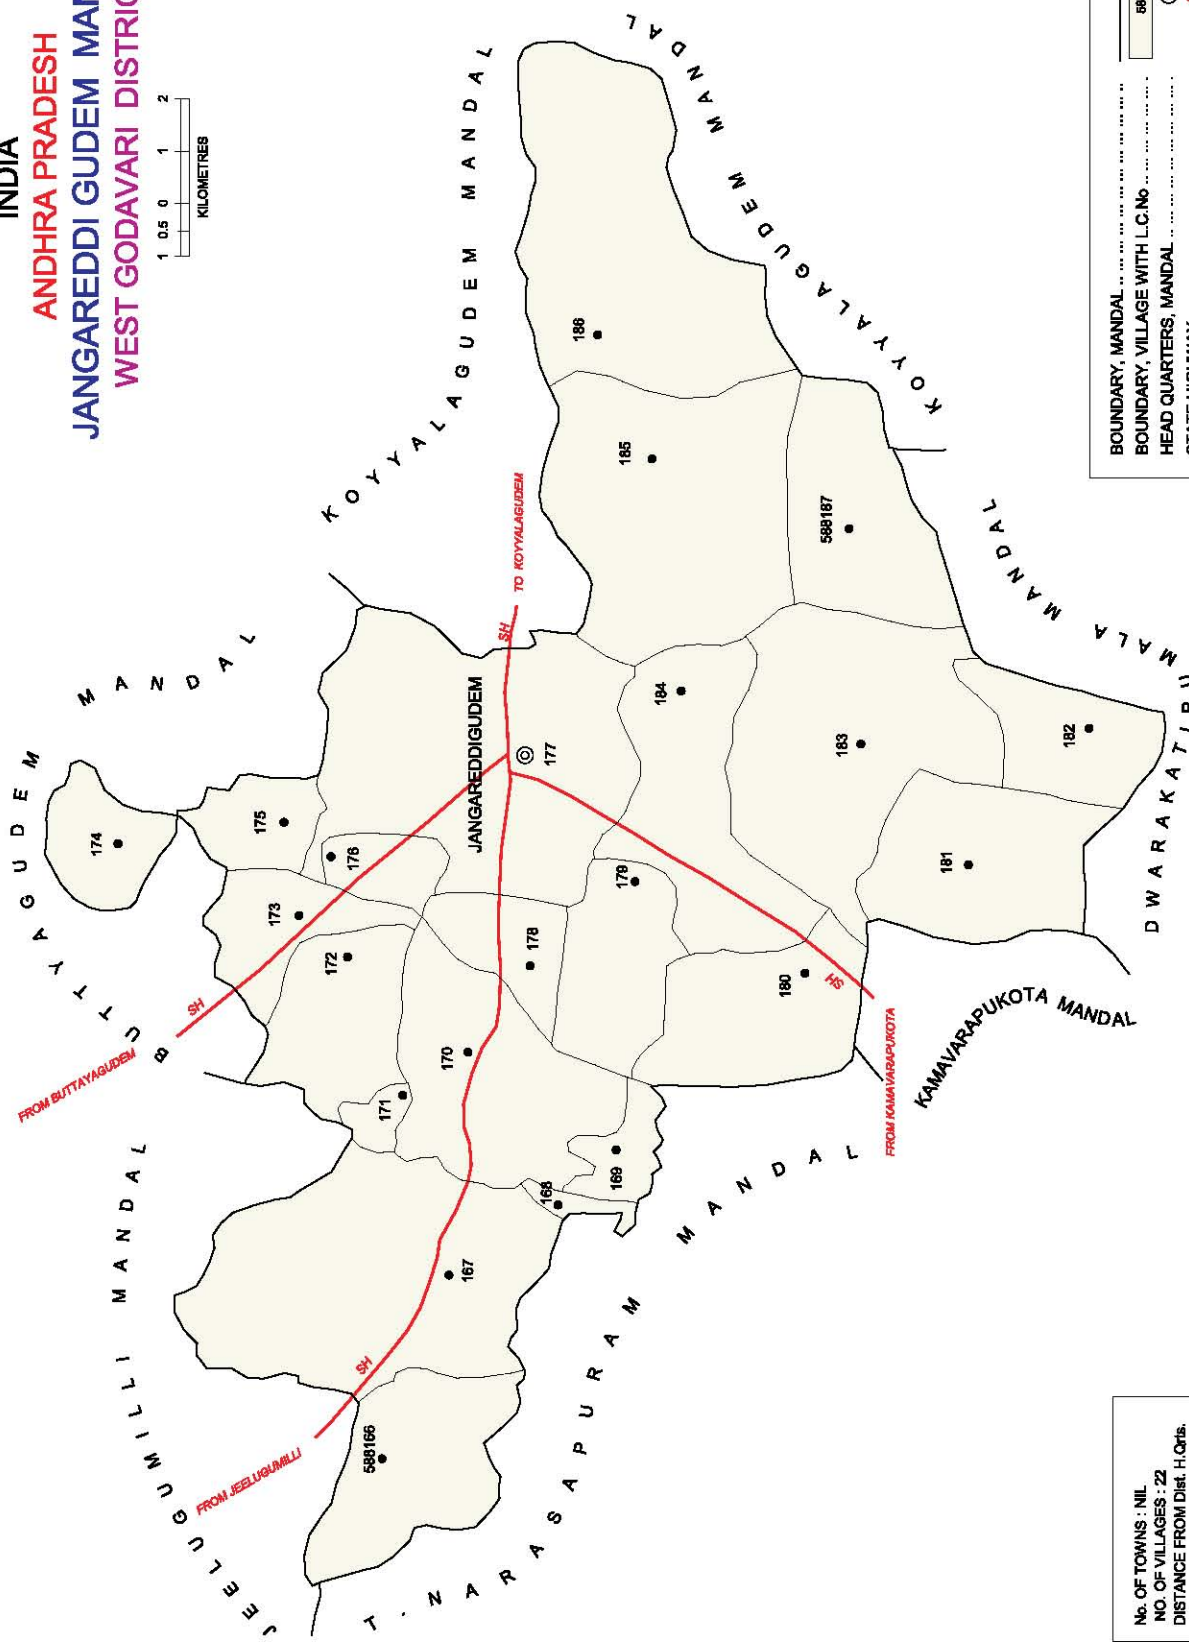 INDIA
ANDHRA PRADESH
JANGAREDDI GUDEM
WEST GODAVARI
1 0.5 0 1 2
KILOMETRES
BUTTYAGUDEM MANDAL
JEELUGUMILLI MANDAL
KOYYALAGUDEM MANDAL
KOYYALAGUDEM MANDAL
T.NARASAPURAM MANDAL
KAMAVARAPUKOTA MANDAL
MALA MANDAL
FROM BUTTAYAGUDEM
SH
FROM JEELUGUMILLI
SH
TO KOYYALAGUDEM
SH
FROM KAMAVARAPUKOTA
SH
JANGAREDDIGUDEM
588166
167
168
169
170
171
172
173
174
175
176
177
178
179
180
181
182
183
184
185
186
588187
No. OF TOWNS : NIL
NO. OF VILLAGES : 22
DISTANCE FROM Dist. H.Qrts.
BOUNDARY, MANDAL
BOUNDARY, VILLAGE WITH L.C.No
HEAD QUARTERS, MANDAL